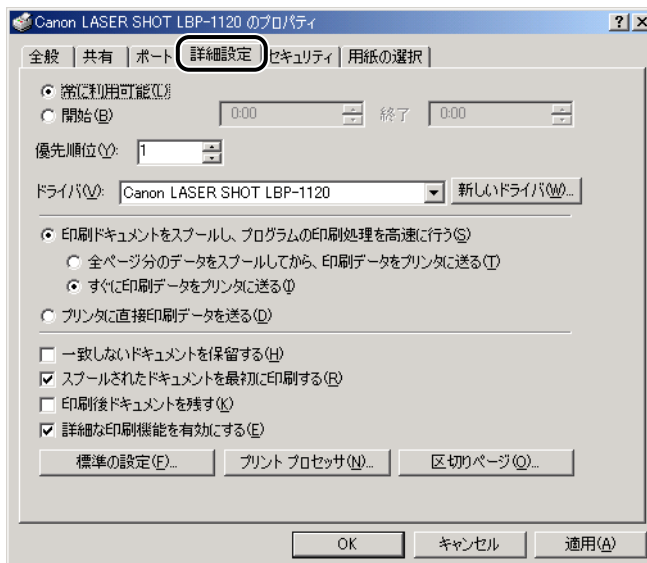 Canon LASER SHOT LBP-1120 のプロパティ
全般 共有 ポート 詳細設定 セキュリティ 用紙の選択
常に利用可能(L)
開始(B) 0:00 終了 0:00
優先順位(Y): 1
ドライバ(V): Canon LASER SHOT LBP-1120 新しいドライバ(W)...
印刷ドキュメントをスプールし、プログラムの印刷処理を高速に行う(S)
全ページ分のデータをスプールしてから、印刷データをプリンタに送る(T)
すぐに印刷データをプリンタに送る(I)
プリンタに直接印刷データを送る(D)
一致しないドキュメントを保留する(H)
スプールされたドキュメントを最初に印刷する(R)
印刷後ドキュメントを残す(K)
詳細な印刷機能を有効にする(E)
標準の設定(F)... プリント プロセッサ(N)... 区切りページ(O)...
OK キャンセル 適用(A)